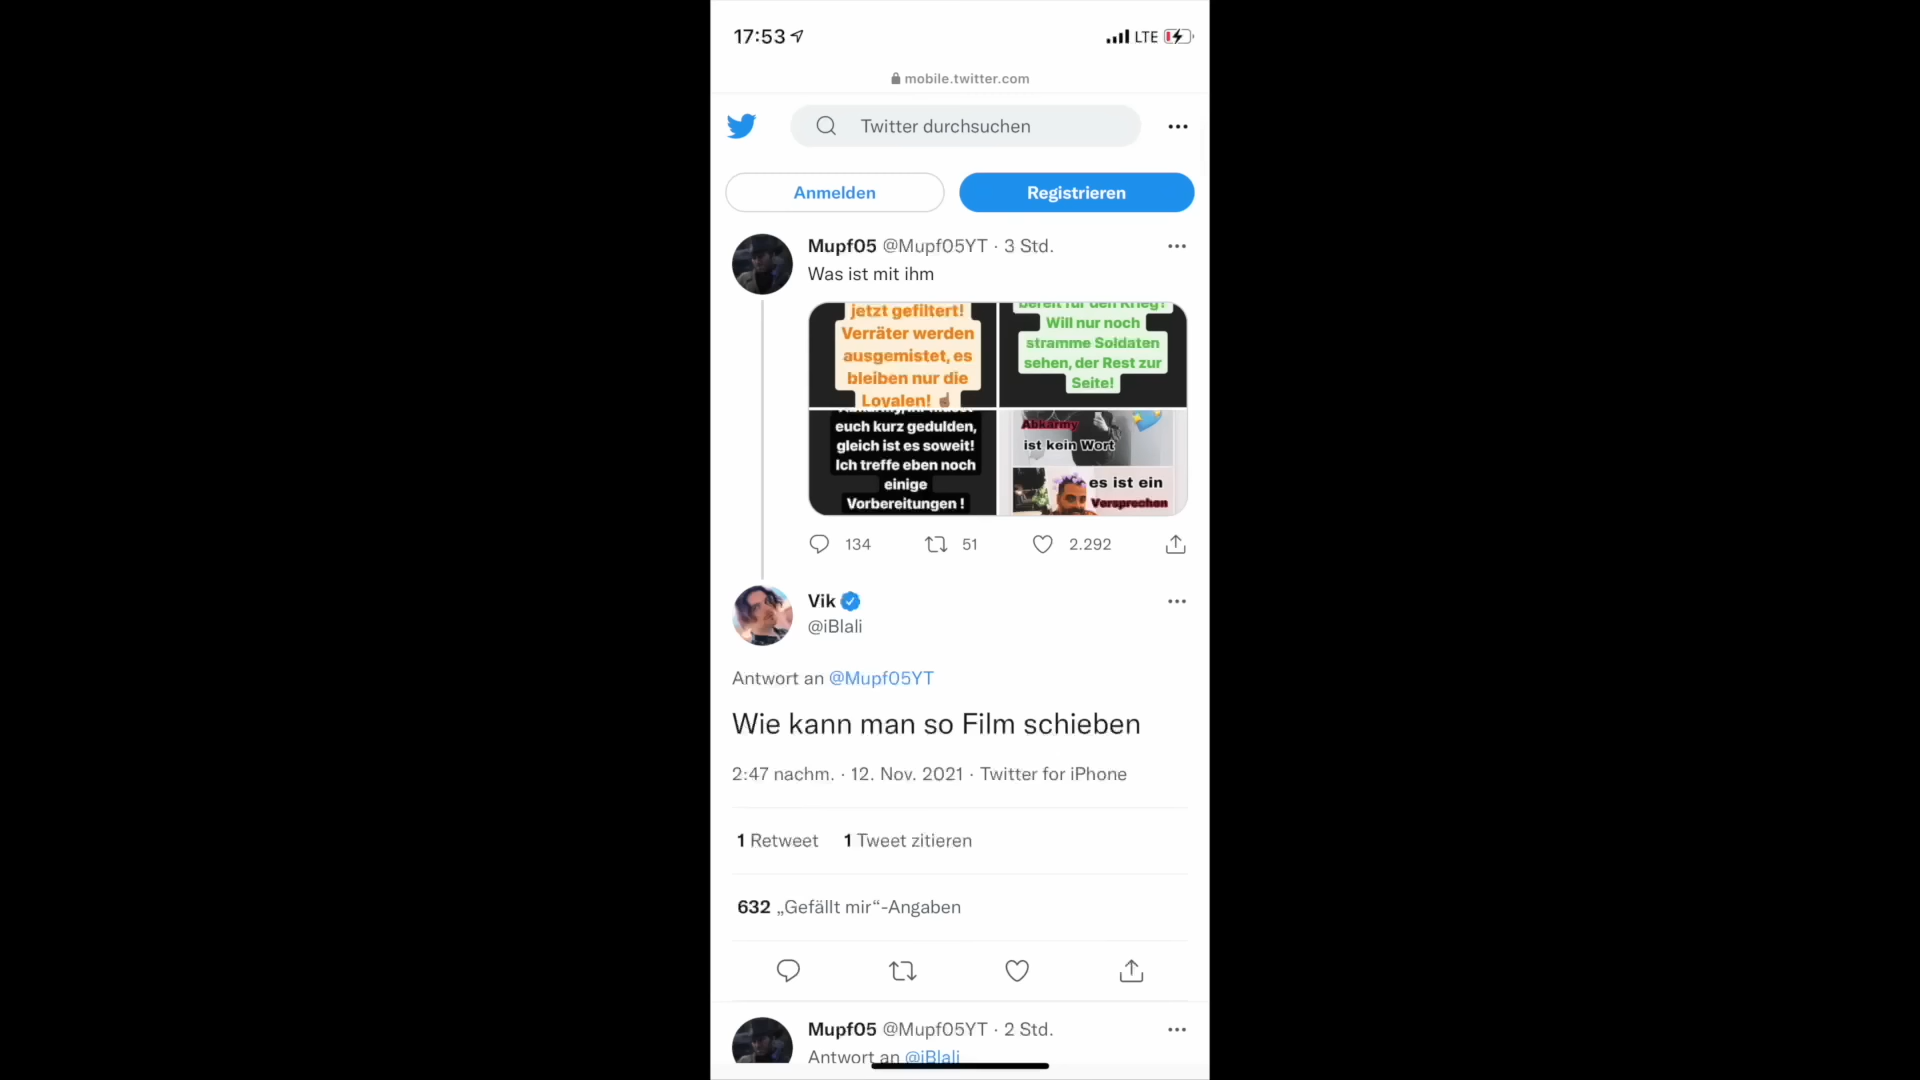 17:53
LTE
mobile.twitter.com
Twitter durchsuchen
Anmelden
Registrieren
Mupf05 @Mupf05YT · 3 Std.
Was ist mit ihm
jetzt gefiltert!
Verräter werden
ausgemistet, es
bleiben nur die
Loyalen! ☝🏾
bereit für den Krieg!
Will nur noch
stramme Soldaten
sehen, der Rest zur
Seite!
euch kurz gedulden,
gleich ist es soweit!
Ich treffe eben noch
einige
Vorbereitungen !
Abkarmy
ist kein Wort
es ist ein
Versprechen
134
51
2.292
Vik
@iBlali
Antwort an @Mupf05YT
Wie kann man so Film schieben
2:47 nachm. · 12. Nov. 2021 · Twitter for iPhone
1 Retweet 1 Tweet zitieren
632 „Gefällt mir“-Angaben
Mupf05 @Mupf05YT · 2 Std.
Antwort an @iBlali